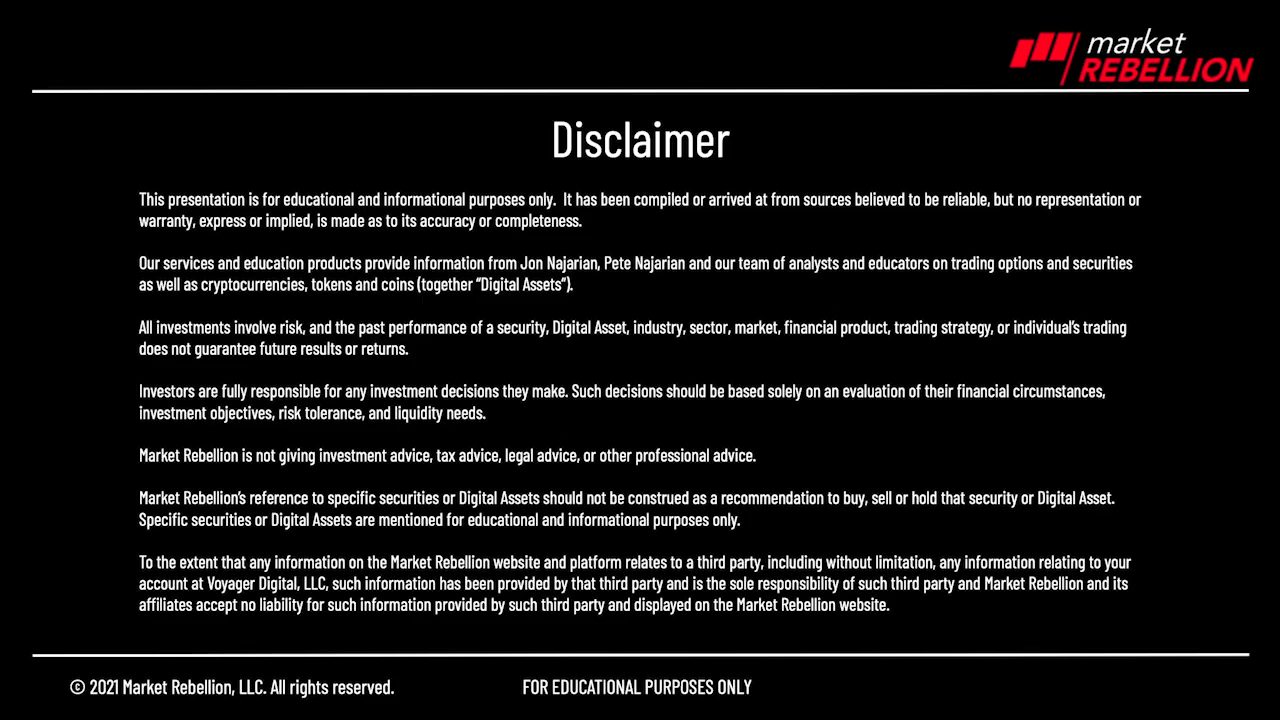 market
REBELLION
Disclaimer
This presentation is for educational and informational purposes only.  It has been compiled or arrived at from sources believed to be reliable, but no representation or
warranty, express or implied, is made as to its accuracy or completeness.
Our services and education products provide information from Jon Najarian, Pete Najarian and our team of analysts and educators on trading options and securities
as well as cryptocurrencies, tokens and coins (together “Digital Assets”).
All investments involve risk, and the past performance of a security, Digital Asset, industry, sector, market, financial product, trading strategy, or individual’s trading
does not guarantee future results or returns.
Investors are fully responsible for any investment decisions they make. Such decisions should be based solely on an evaluation of their financial circumstances,
investment objectives, risk tolerance, and liquidity needs.
Market Rebellion is not giving investment advice, tax advice, legal advice, or other professional advice.
Market Rebellion’s reference to specific securities or Digital Assets should not be construed as a recommendation to buy, sell or hold that security or Digital Asset.
Specific securities or Digital Assets are mentioned for educational and informational purposes only.
To the extent that any information on the Market Rebellion website and platform relates to a third party, including without limitation, any information relating to your
account at Voyager Digital, LLC, such information has been provided by that third party and is the sole responsibility of such third party and Market Rebellion and its
affiliates accept no liability for such information provided by such third party and displayed on the Market Rebellion website.
© 2021 Market Rebellion, LLC. All rights reserved.
FOR EDUCATIONAL PURPOSES ONLY